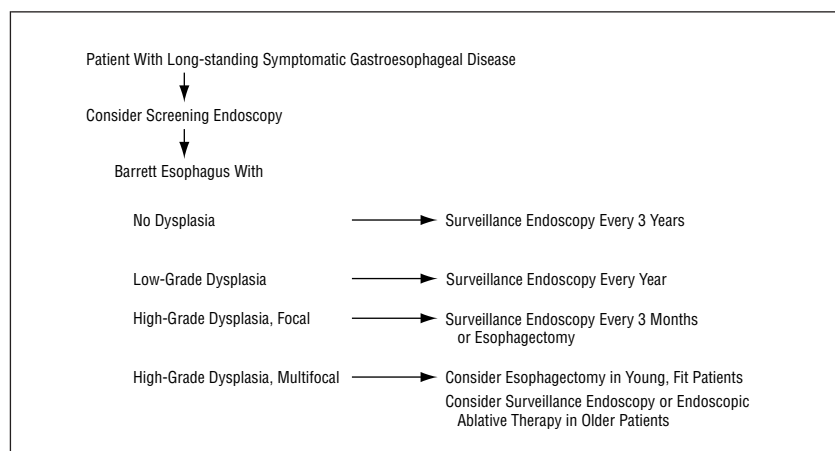 Patient With Long-standing Symptomatic Gastroesophageal Disease
Consider Screening Endoscopy
Barrett Esophagus With
No Dysplasia
Surveillance Endoscopy Every 3 Years
Low-Grade Dysplasia
Surveillance Endoscopy Every Year
High-Grade Dysplasia, Focal
Surveillance Endoscopy Every 3 Months
or Esophagectomy
High-Grade Dysplasia, Multifocal
Consider Esophagectomy in Young, Fit Patients
Consider Surveillance Endoscopy or Endoscopic
Ablative Therapy in Older Patients